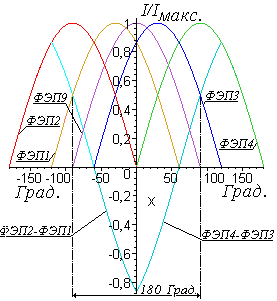 I/Iмакс.
1
0,8
0,6
0,4
0,2
ФЭП9
ФЭП3
ФЭП2
ФЭП1
ФЭП4
-150 -100 -50 0 50 100 150
Град.
Град.
-0,2
-0,4
-0,6
-0,8
X
ФЭП2-ФЭП1
ФЭП4-ФЭП3
180 Град.